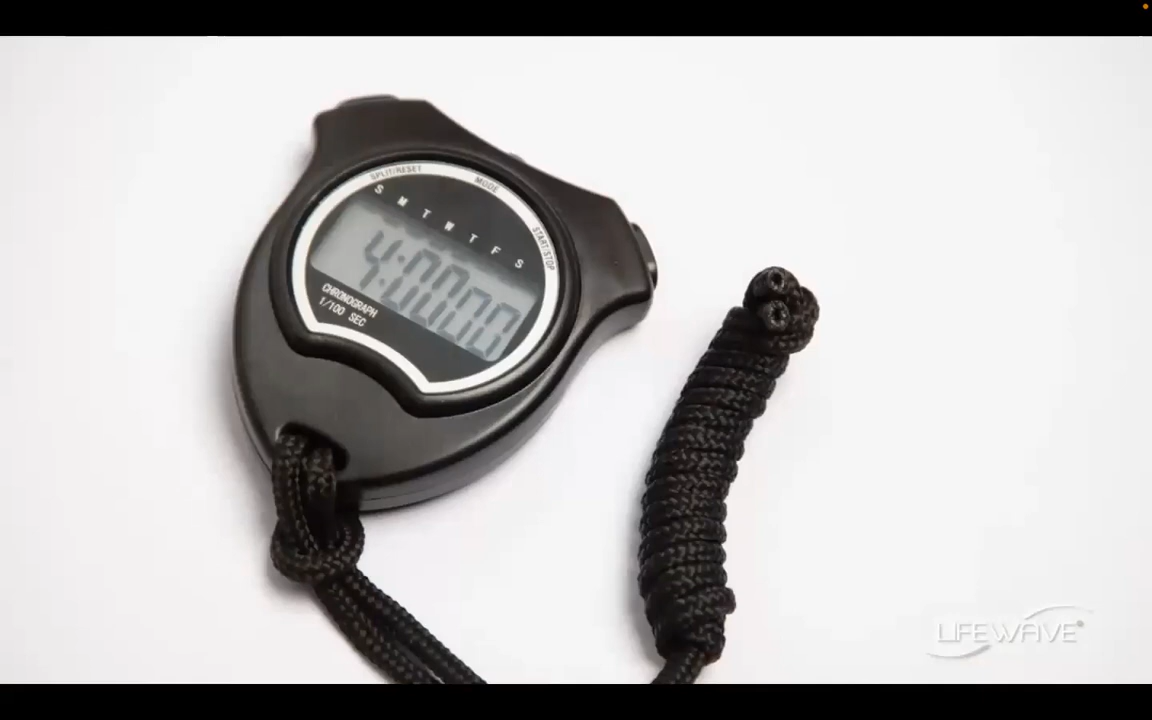 SPLIT/RESET
MODE
START/STOP
S M T W T F S
4:00 00
CHRONOGRAPH
1/100 SEC
LIFEWAVE